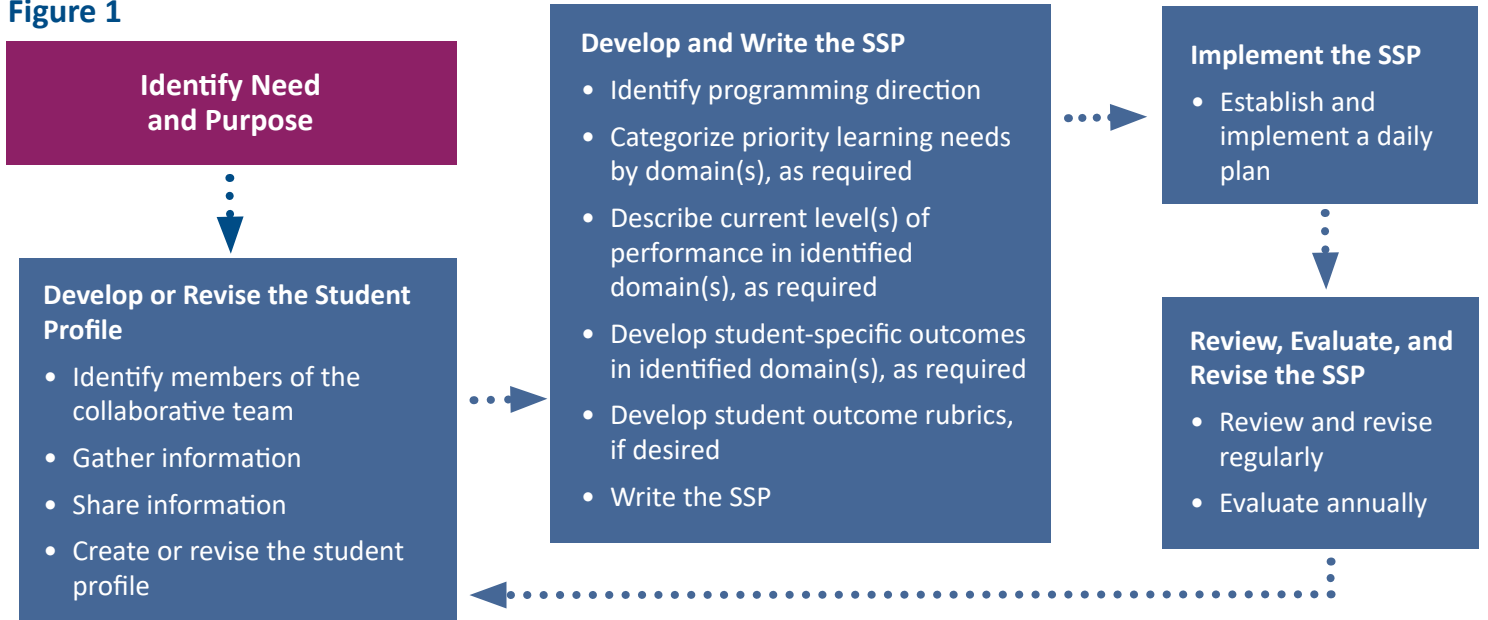 Figure 1
Identify Need
and Purpose
Develop or Revise the Student
Profile
• Identify members of the
collaborative team
• Gather information
• Share information
• Create or revise the student
profile
Develop and Write the SSP
• Identify programming direction
• Categorize priority learning needs
by domain(s), as required
• Describe current level(s) of
performance in identified
domain(s), as required
• Develop student-specific outcomes
in identified domain(s), as required
• Develop student outcome rubrics,
if desired
• Write the SSP
Implement the SSP
• Establish and
implement a daily
plan
Review, Evaluate, and
Revise the SSP
• Review and revise
regularly
• Evaluate annually